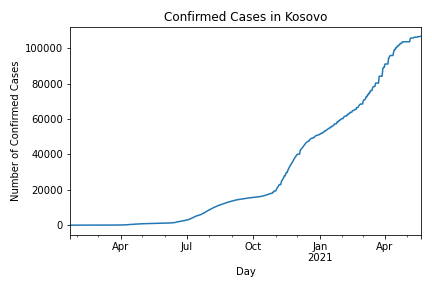 Confirmed Cases in Kosovo
Number of Confirmed Cases
100000
80000
60000
40000
20000
0
Apr
Jul
Oct
Jan
2021
Apr
Day